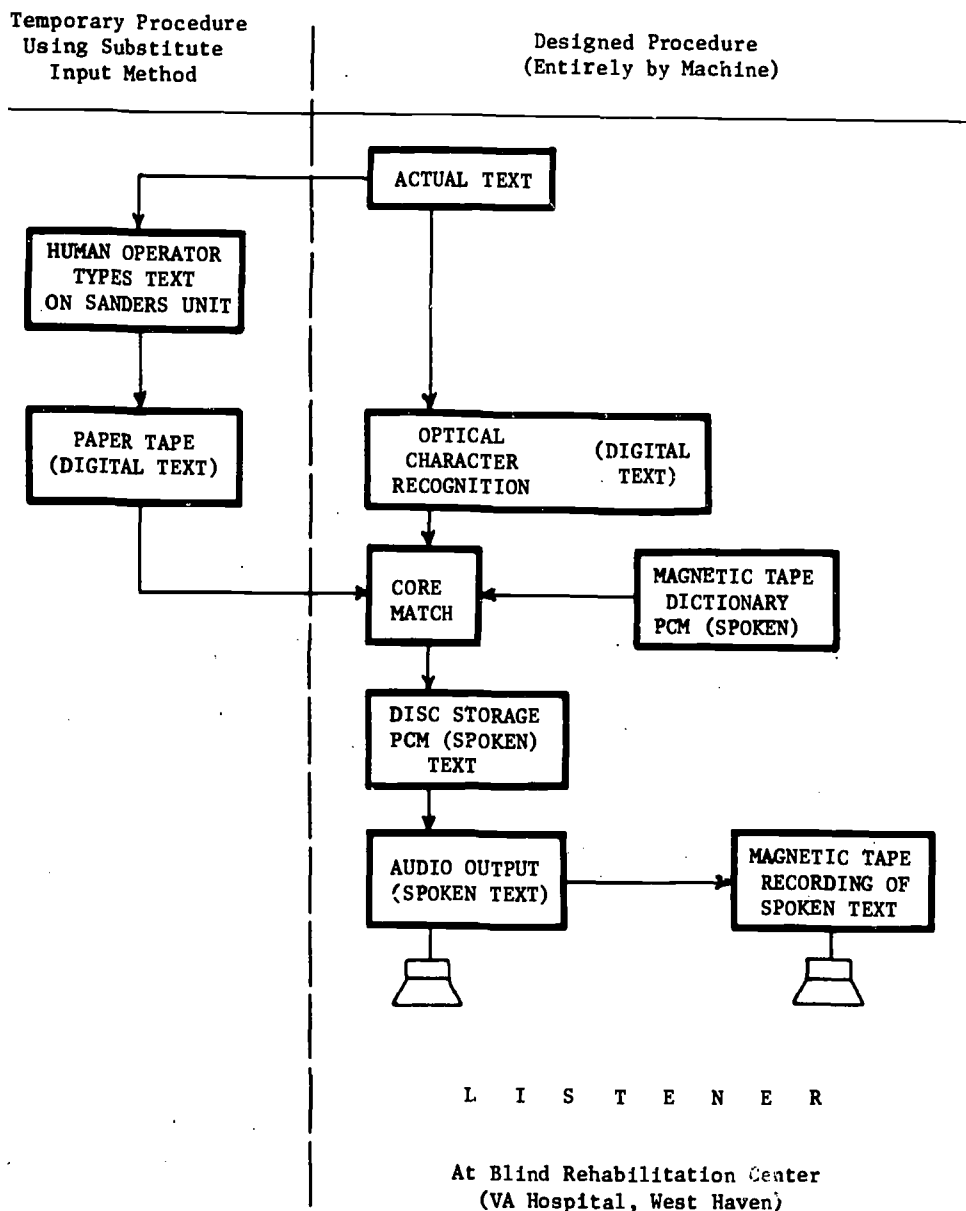 Temporary Procedure
Using Substitute
Input Method
Designed Procedure
(Entirely by Machine)
ACTUAL TEXT
HUMAN OPERATOR
TYPES TEXT
ON SANDERS UNIT
PAPER TAPE
(DIGITAL TEXT)
OPTICAL
CHARACTER
RECOGNITION
(DIGITAL
TEXT)
CORE
MATCH
MAGNETIC TAPE
DICTIONARY
PCM (SPOKEN)
DISC STORAGE
PCM (SPOKEN)
TEXT
AUDIO OUTPUT
(SPOKEN TEXT)
MAGNETIC TAPE
RECORDING OF
SPOKEN TEXT
L I S T E N E R
At Blind Rehabilitation Center
(VA Hospital, West Haven)